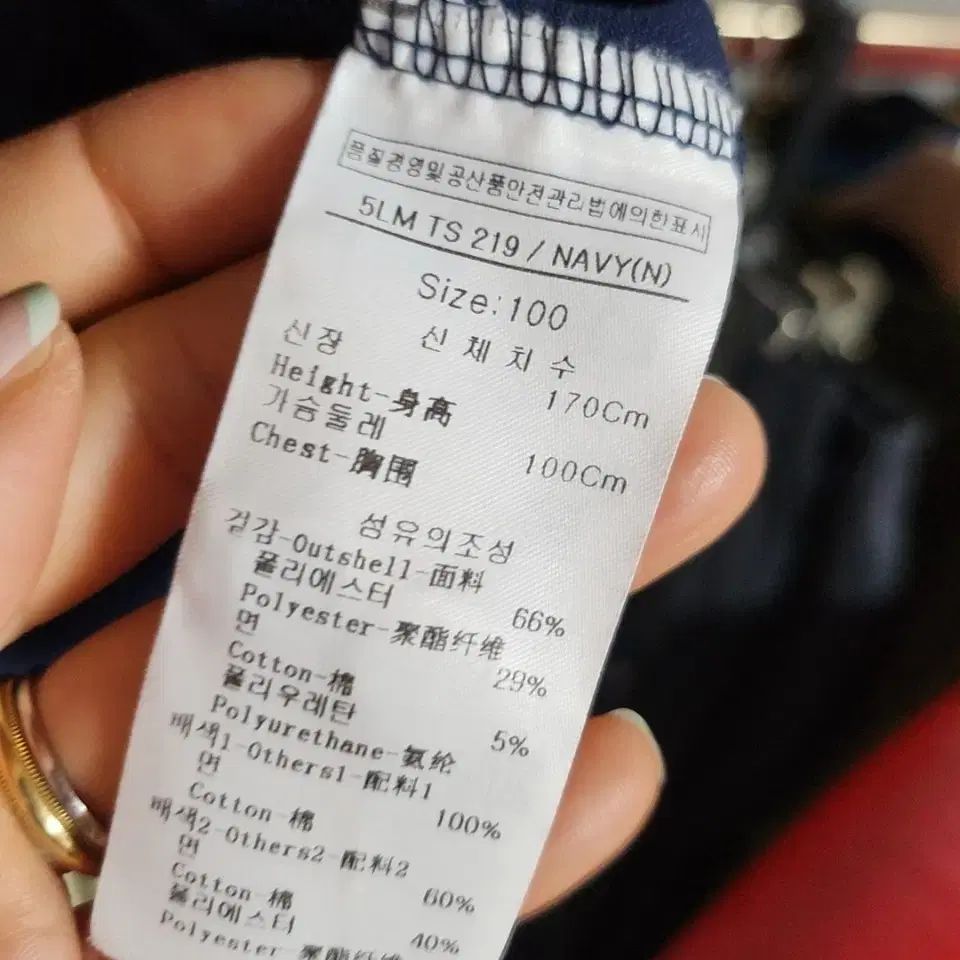 품질경영및공산품안전관리법에의한표시
5LM TS 219 / NAVY(N)
Size:100
신체치수
신장
Height-身高 170Cm
가슴둘레
Chest-胸围 100Cm
섬유의조성
겉감-Outshell-面料
폴리에스터 66%
Polyester-聚酯纤维
면 29%
Cotton-棉
폴리우레탄 5%
Polyurethane-氨纶
배색1-Others1-配料1
면 100%
Cotton-棉
배색2-Others2-配料2
면 60%
Cotton-棉
폴리에스터 40%
Polyester-聚酯纤维